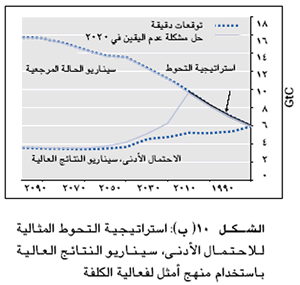 توقعات دقيقة
حل مشكلة عدم اليقين في ٢٠٢٠
سيناريو الحالة المرجعية
استراتيجية التحوط
الاحتمال الأدنى، سيناريو النتائج العالية
١٨
١٦
١٤
١٢
١٠
٨
٦
٤
٢
٠
GtC
٢٠٩٠ ٢٠٧٠ ٢٠٥٠ ٢٠٣٠ ٢٠١٠ ١٩٩٠
الشكل ١٠(ب): استراتيجية التحوط المثالية
للاحتمال الأدنى، سيناريو النتائج العالية
باستخدام منهج أمثل لفعالية الكلفة